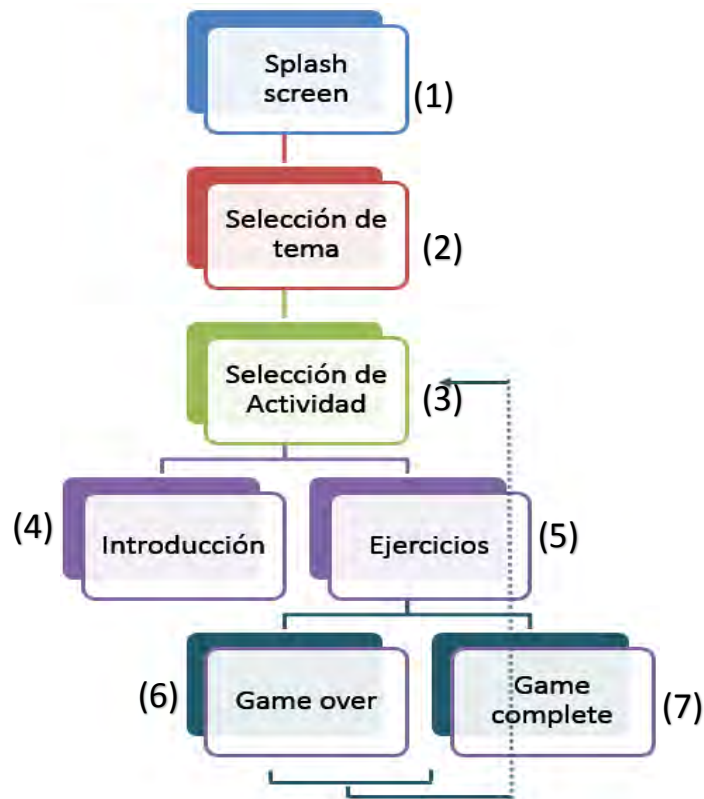 Splash
screen
(1)
Selección de
tema
(2)
Selección de
Actividad
(3)
(4)
Introducción
Ejercicios
(5)
(6)
Game over
Game
complete
(7)